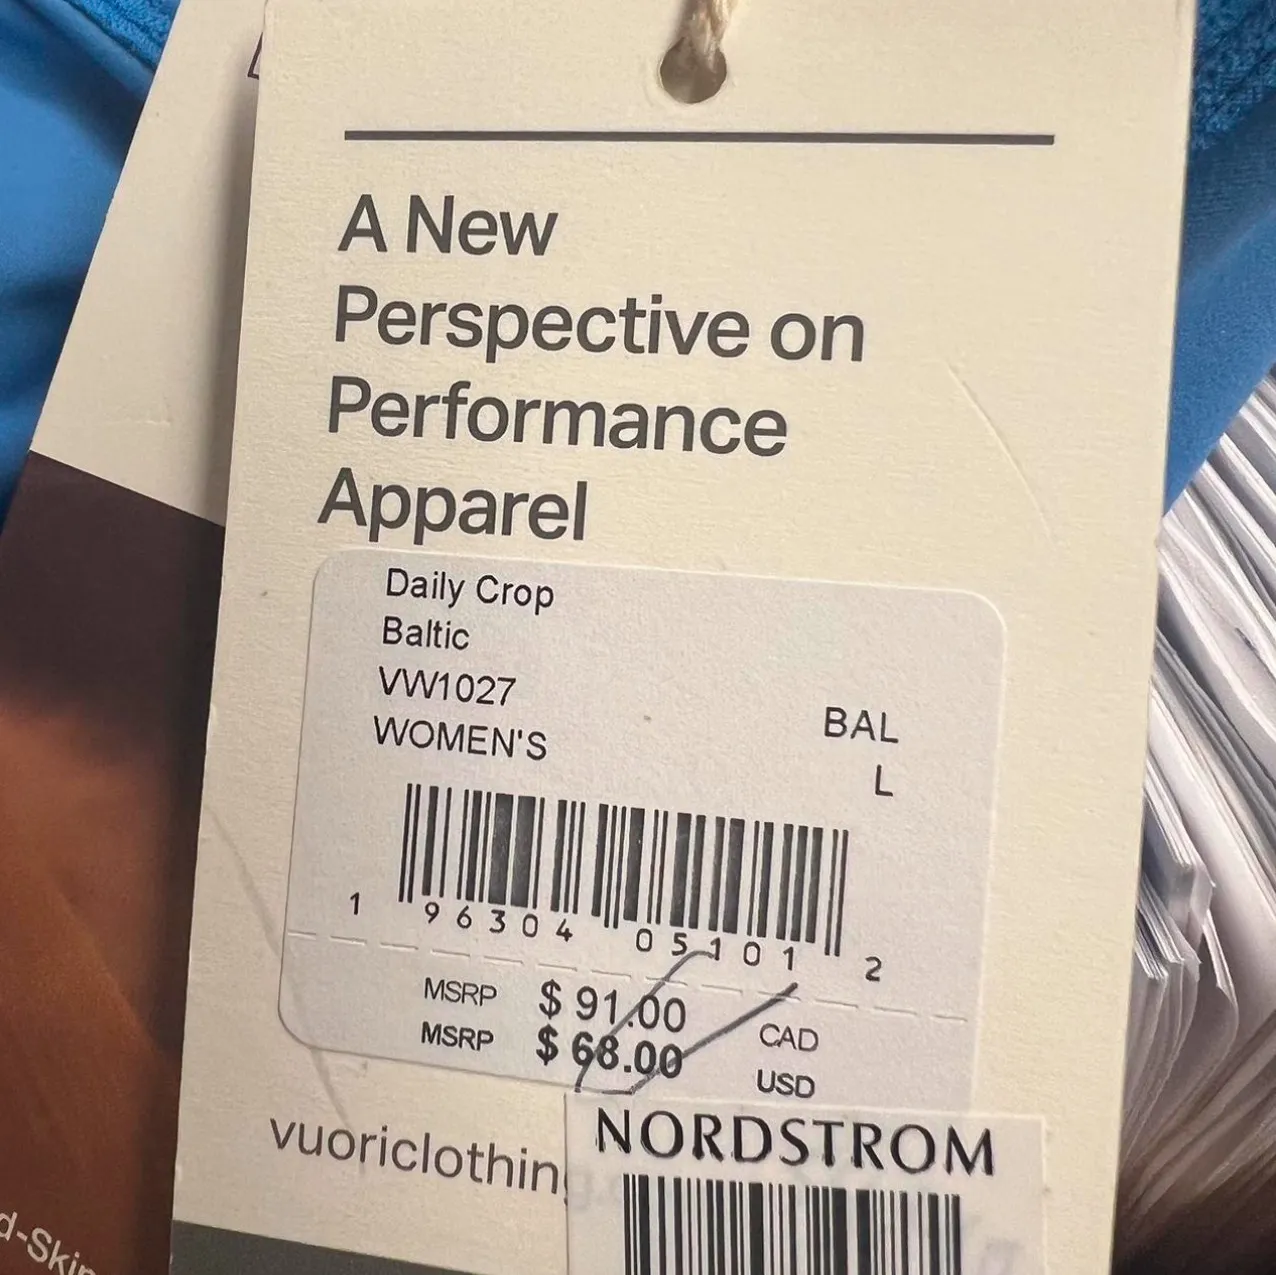 A New
Perspective on
Performance
Apparel
Daily Crop
Baltic
VW1027
WOMEN'S
BAL
L
1 96304 05101 2
MSRP $ 91.00 CAD
MSRP $ 68.00 USD
vuoriclothin
NORDSTROM
d-Skin